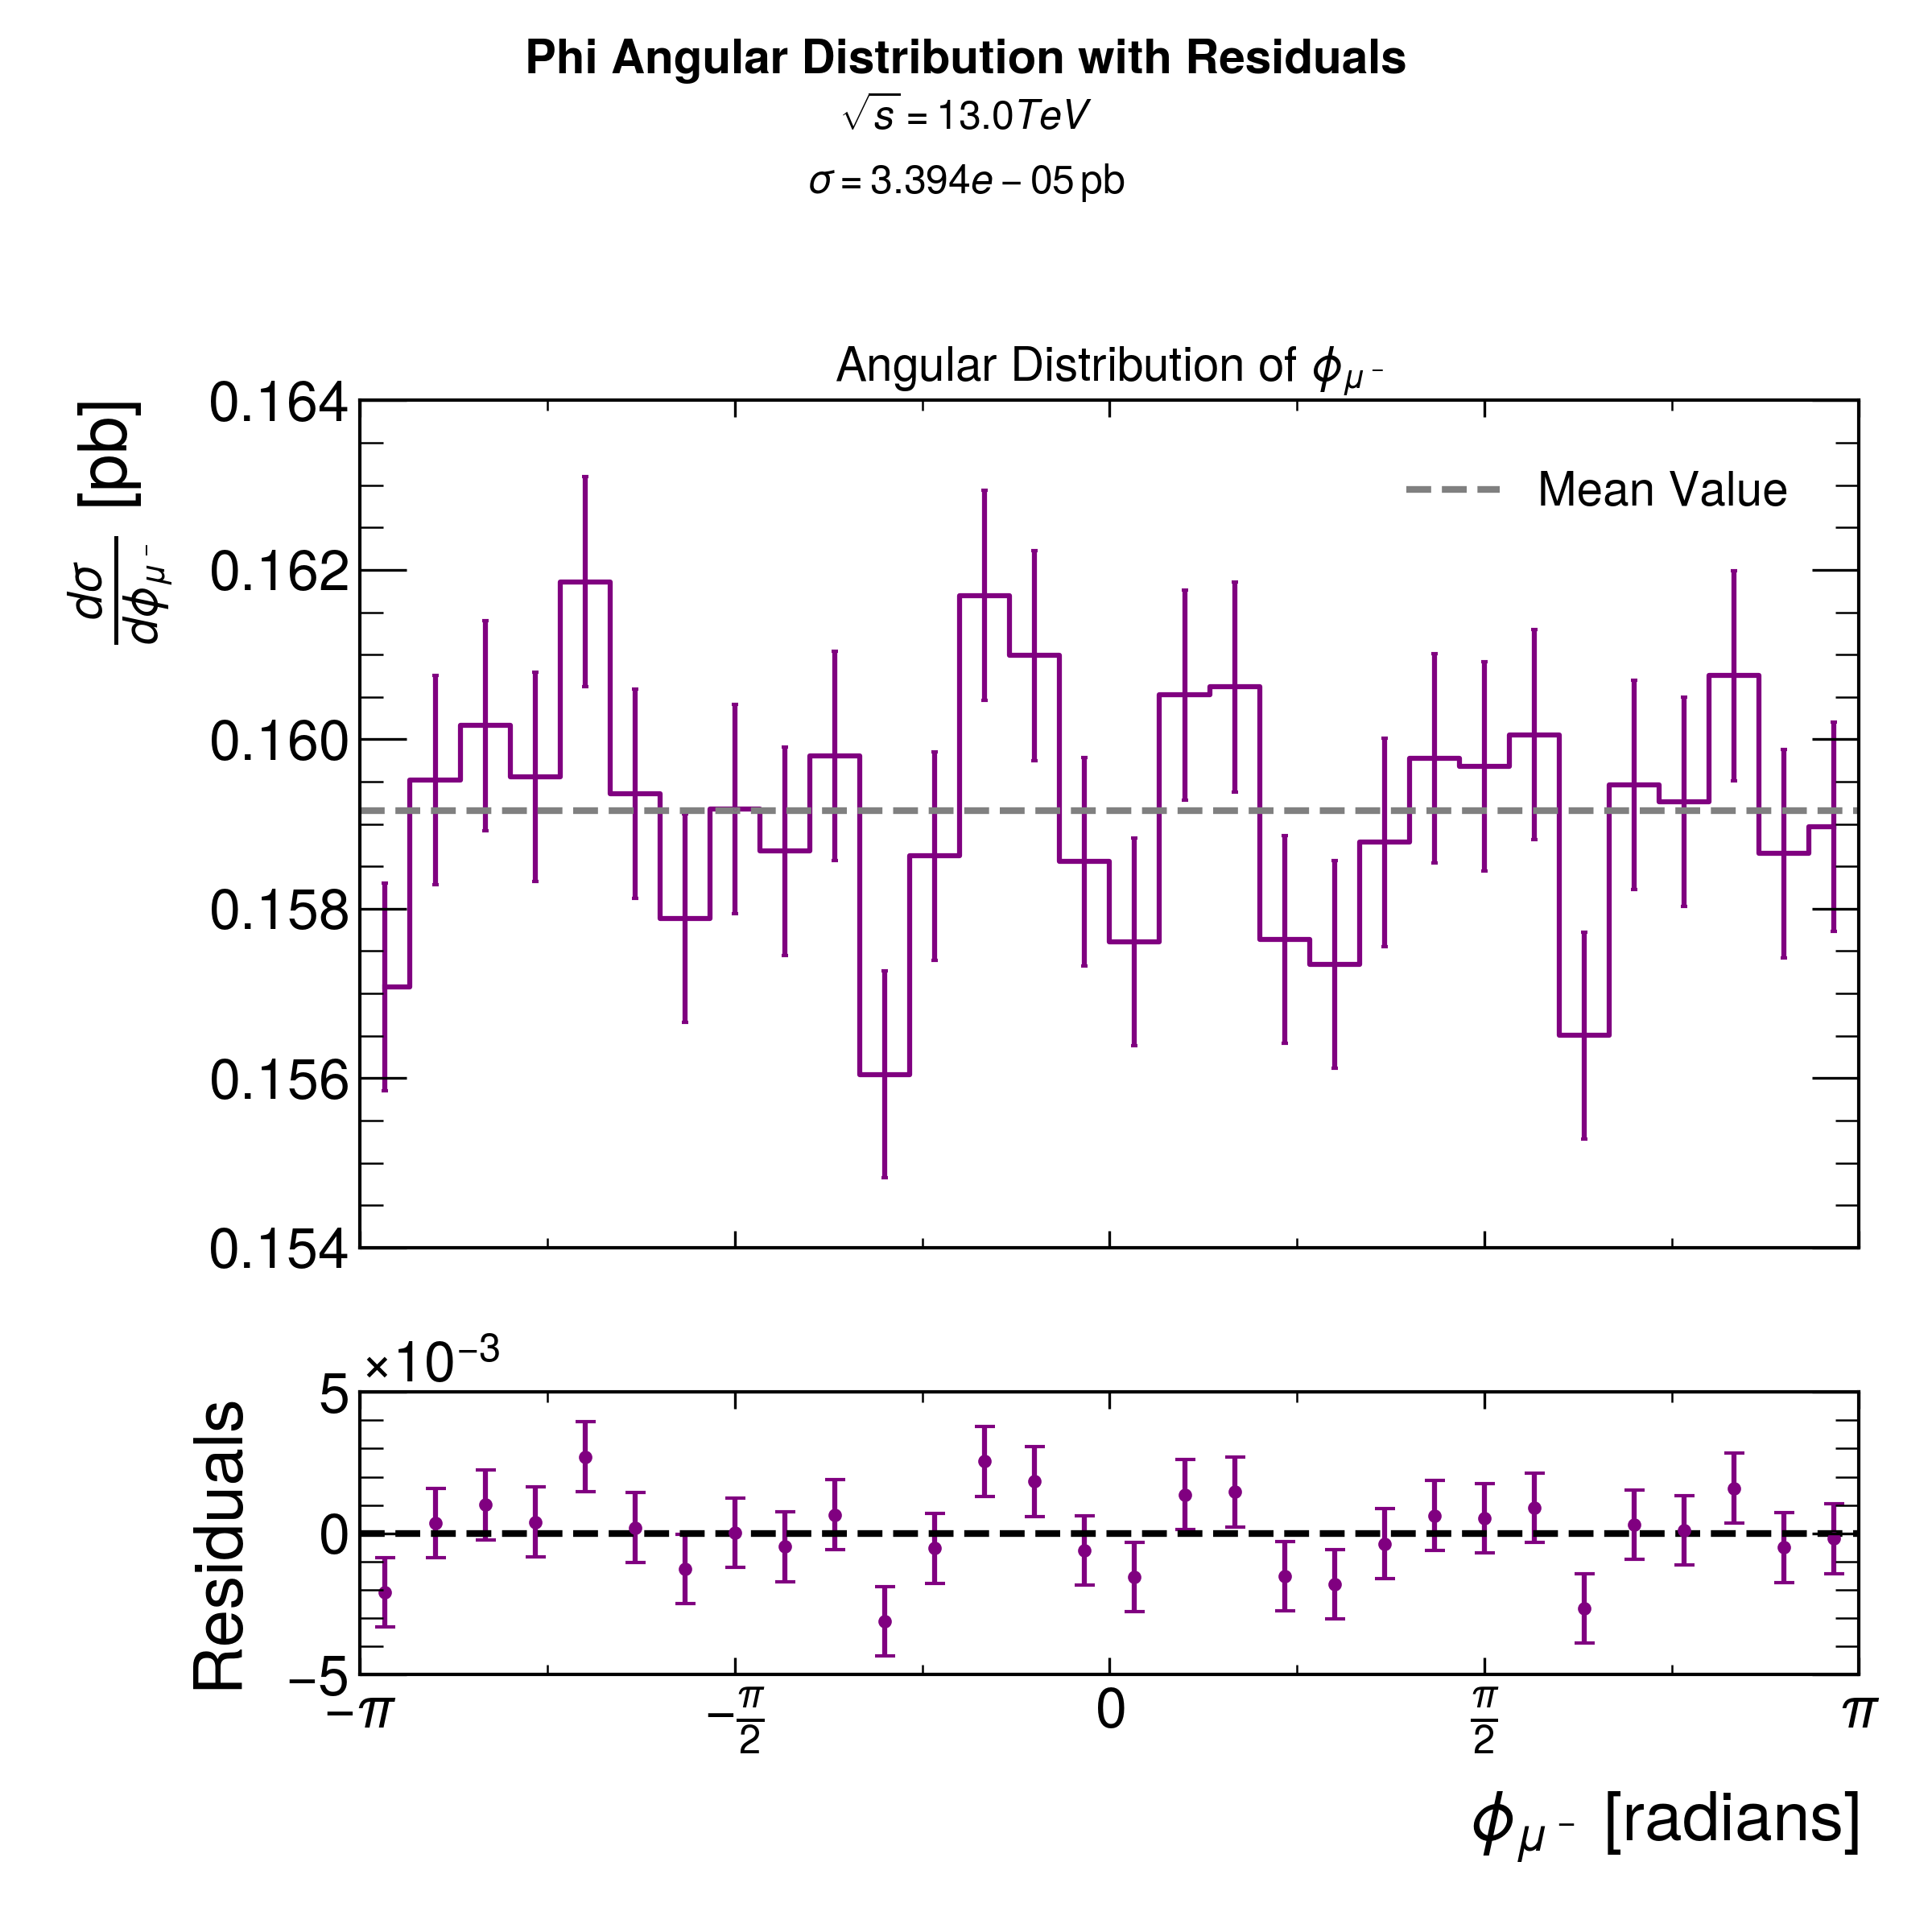 Phi Angular Distribution with Residuals
√s = 13.0TeV
σ = 3.394e − 05 pb
Angular Distribution of ϕμ⁻
dσ/dϕμ⁻ [pb]
0.164
0.162
0.160
0.158
0.156
0.154
Mean Value
×10⁻³
Residuals
5
0
−5
−π
−π/2
0
π/2
π
ϕμ⁻ [radians]